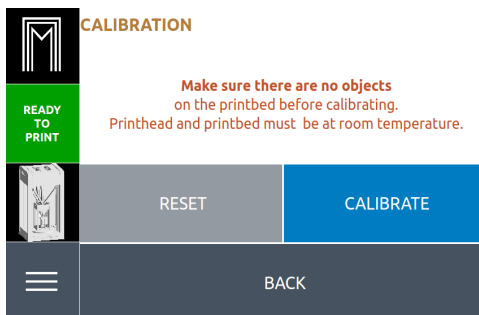 CALIBRATION
Make sure there are no objects
on the printbed before calibrating.
Printhead and printbed must be at room temperature.
READY
TO
PRINT
RESET
CALIBRATE
BACK